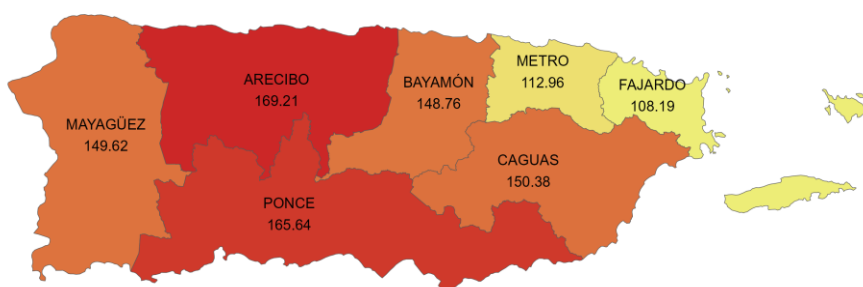 METRO
112.96
ARECIBO
169.21
BAYAMÓN
148.76
FAJARDO
108.19
MAYAGÜEZ
149.62
CAGUAS
150.38
PONCE
165.64